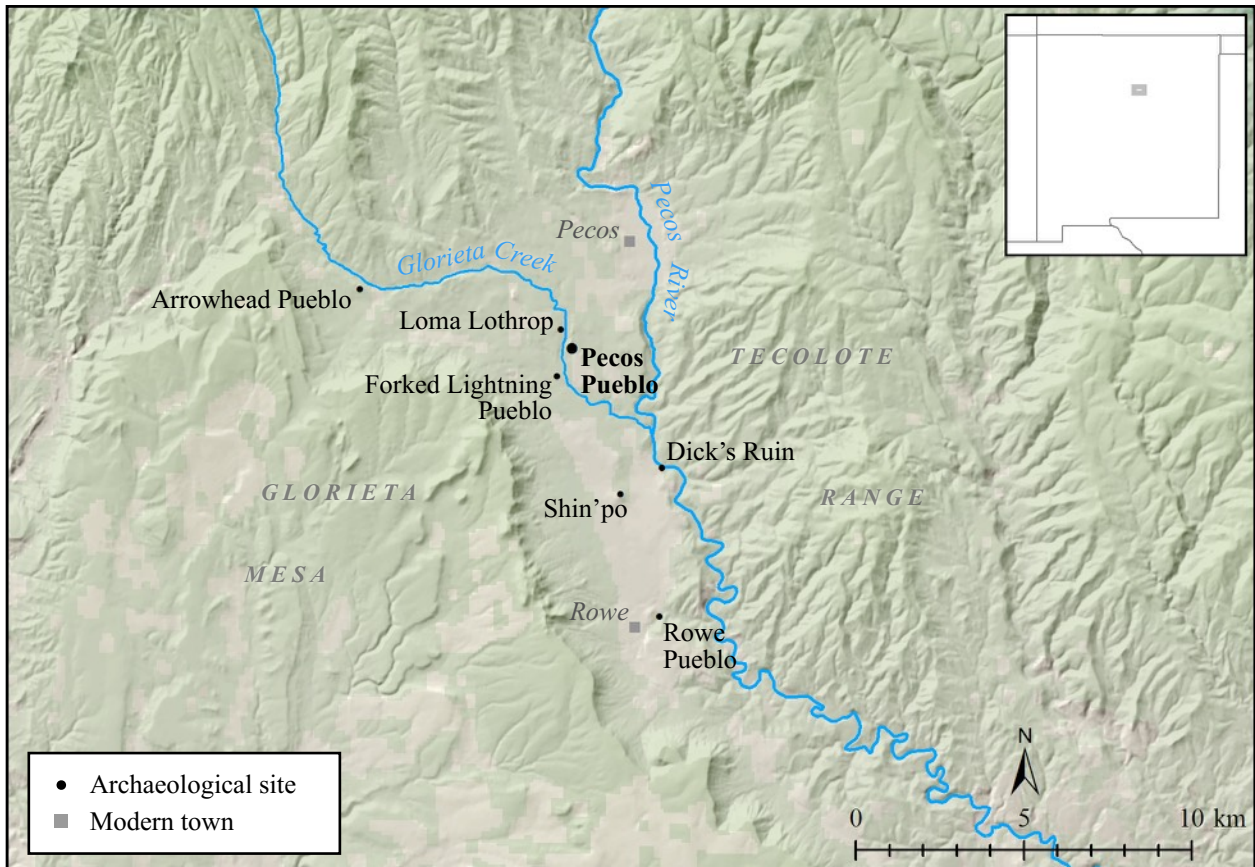 Pecos
Pecos River
Glorieta Creek
Arrowhead Pueblo
Loma Lothrop
Pecos
Pueblo
TECOLOTE
Forked Lightning
Pueblo
Dick’s Ruin
GLORIETA
RANGE
Shin’po
MESA
Rowe
Rowe
Pueblo
N
Archaeological site
Modern town
0 5 10 km